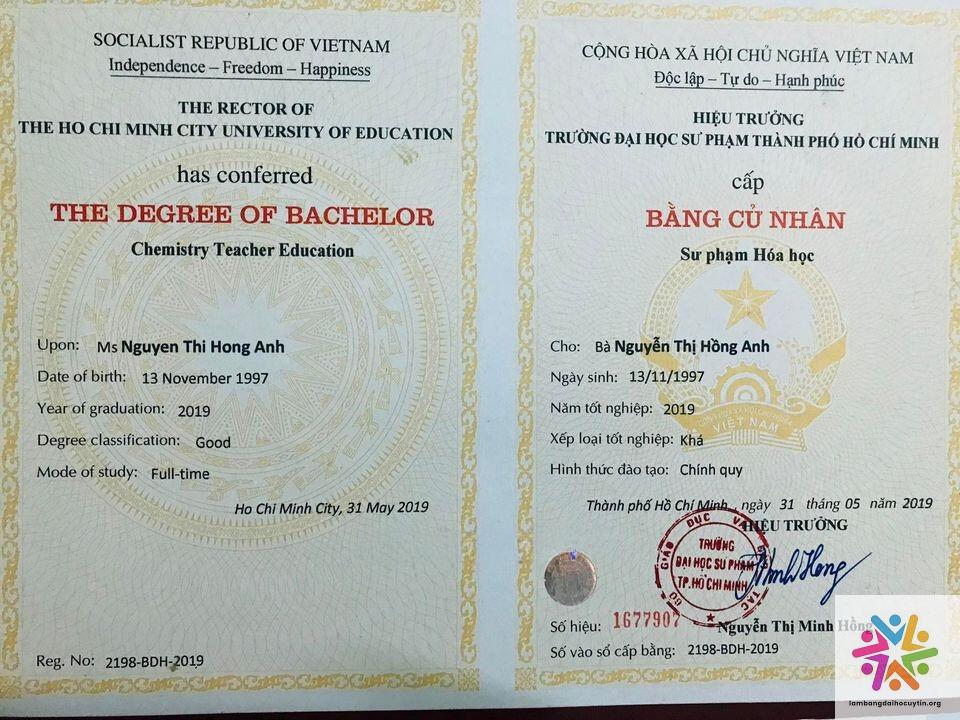 SOCIALIST REPUBLIC OF VIETNAM
Independence – Freedom – Happiness
THE RECTOR OF
THE HO CHI MINH CITY UNIVERSITY OF EDUCATION
has conferred
THE DEGREE OF BACHELOR
Chemistry Teacher Education
Upon: Ms Nguyen Thi Hong Anh
Date of birth: 13 November 1997
Year of graduation: 2019
Degree classification: Good
Mode of study: Full-time
Ho Chi Minh City, 31 May 2019
Reg. No: 2198-BDH-2019
CỘNG HÒA XÃ HỘI CHỦ NGHĨA VIỆT NAM
Độc lập – Tự do – Hạnh phúc
HIỆU TRƯỞNG
TRƯỜNG ĐẠI HỌC SƯ PHẠM THÀNH PHỐ HỒ CHÍ MINH
cấp
BẰNG CỬ NHÂN
Sư phạm Hóa học
Cho: Bà Nguyễn Thị Hồng Anh
Ngày sinh: 13/11/1997
Năm tốt nghiệp: 2019
VIỆT NAM
Xếp loại tốt nghiệp: Khá
Hình thức đào tạo: Chính quy
Thành phố Hồ Chí Minh, ngày 31 tháng 05 năm 2019
HIỆU TRƯỞNG
GIÁO DỤC VÀ
TRƯỜNG
ĐẠI HỌC SƯ PHẠM
TP.HỒ CHÍ MINH
Số hiệu: 1677907
Nguyễn Thị Minh Hồng
Số vào sổ cấp bằng: 2198-BDH-2019
lambangdaihocuytin.org